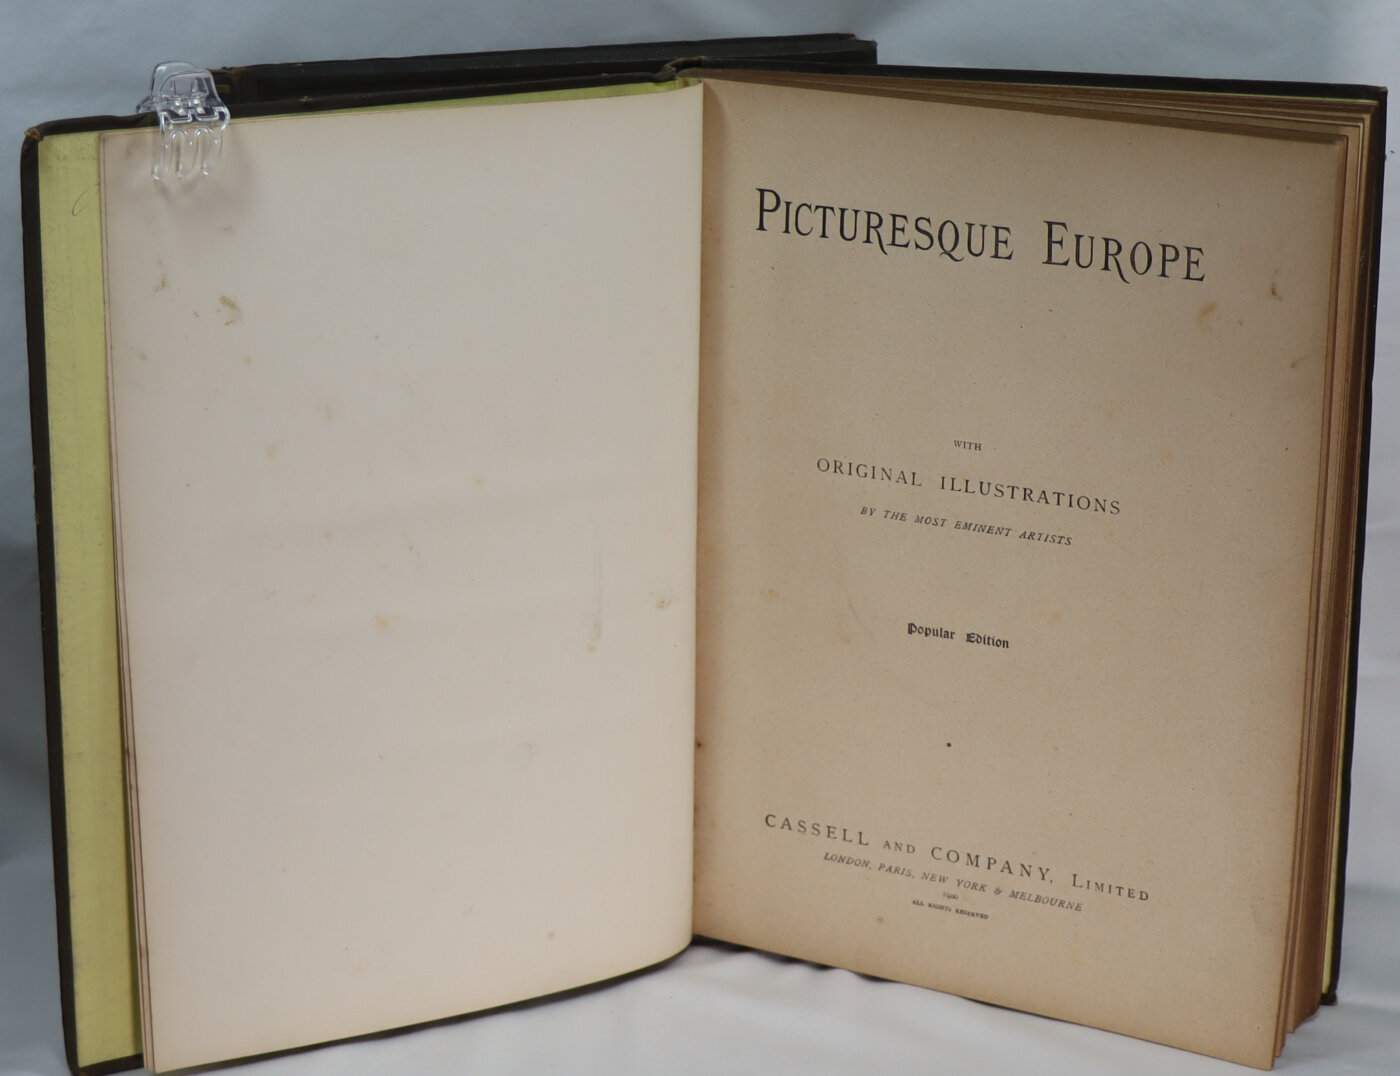 PICTURESQUE EUROPE
WITH
ORIGINAL ILLUSTRATIONS
BY THE MOST EMINENT ARTISTS
Popular Edition
CASSELL AND COMPANY, LIMITED
LONDON, PARIS, NEW YORK & MELBOURNE
1900
ALL RIGHTS RESERVED